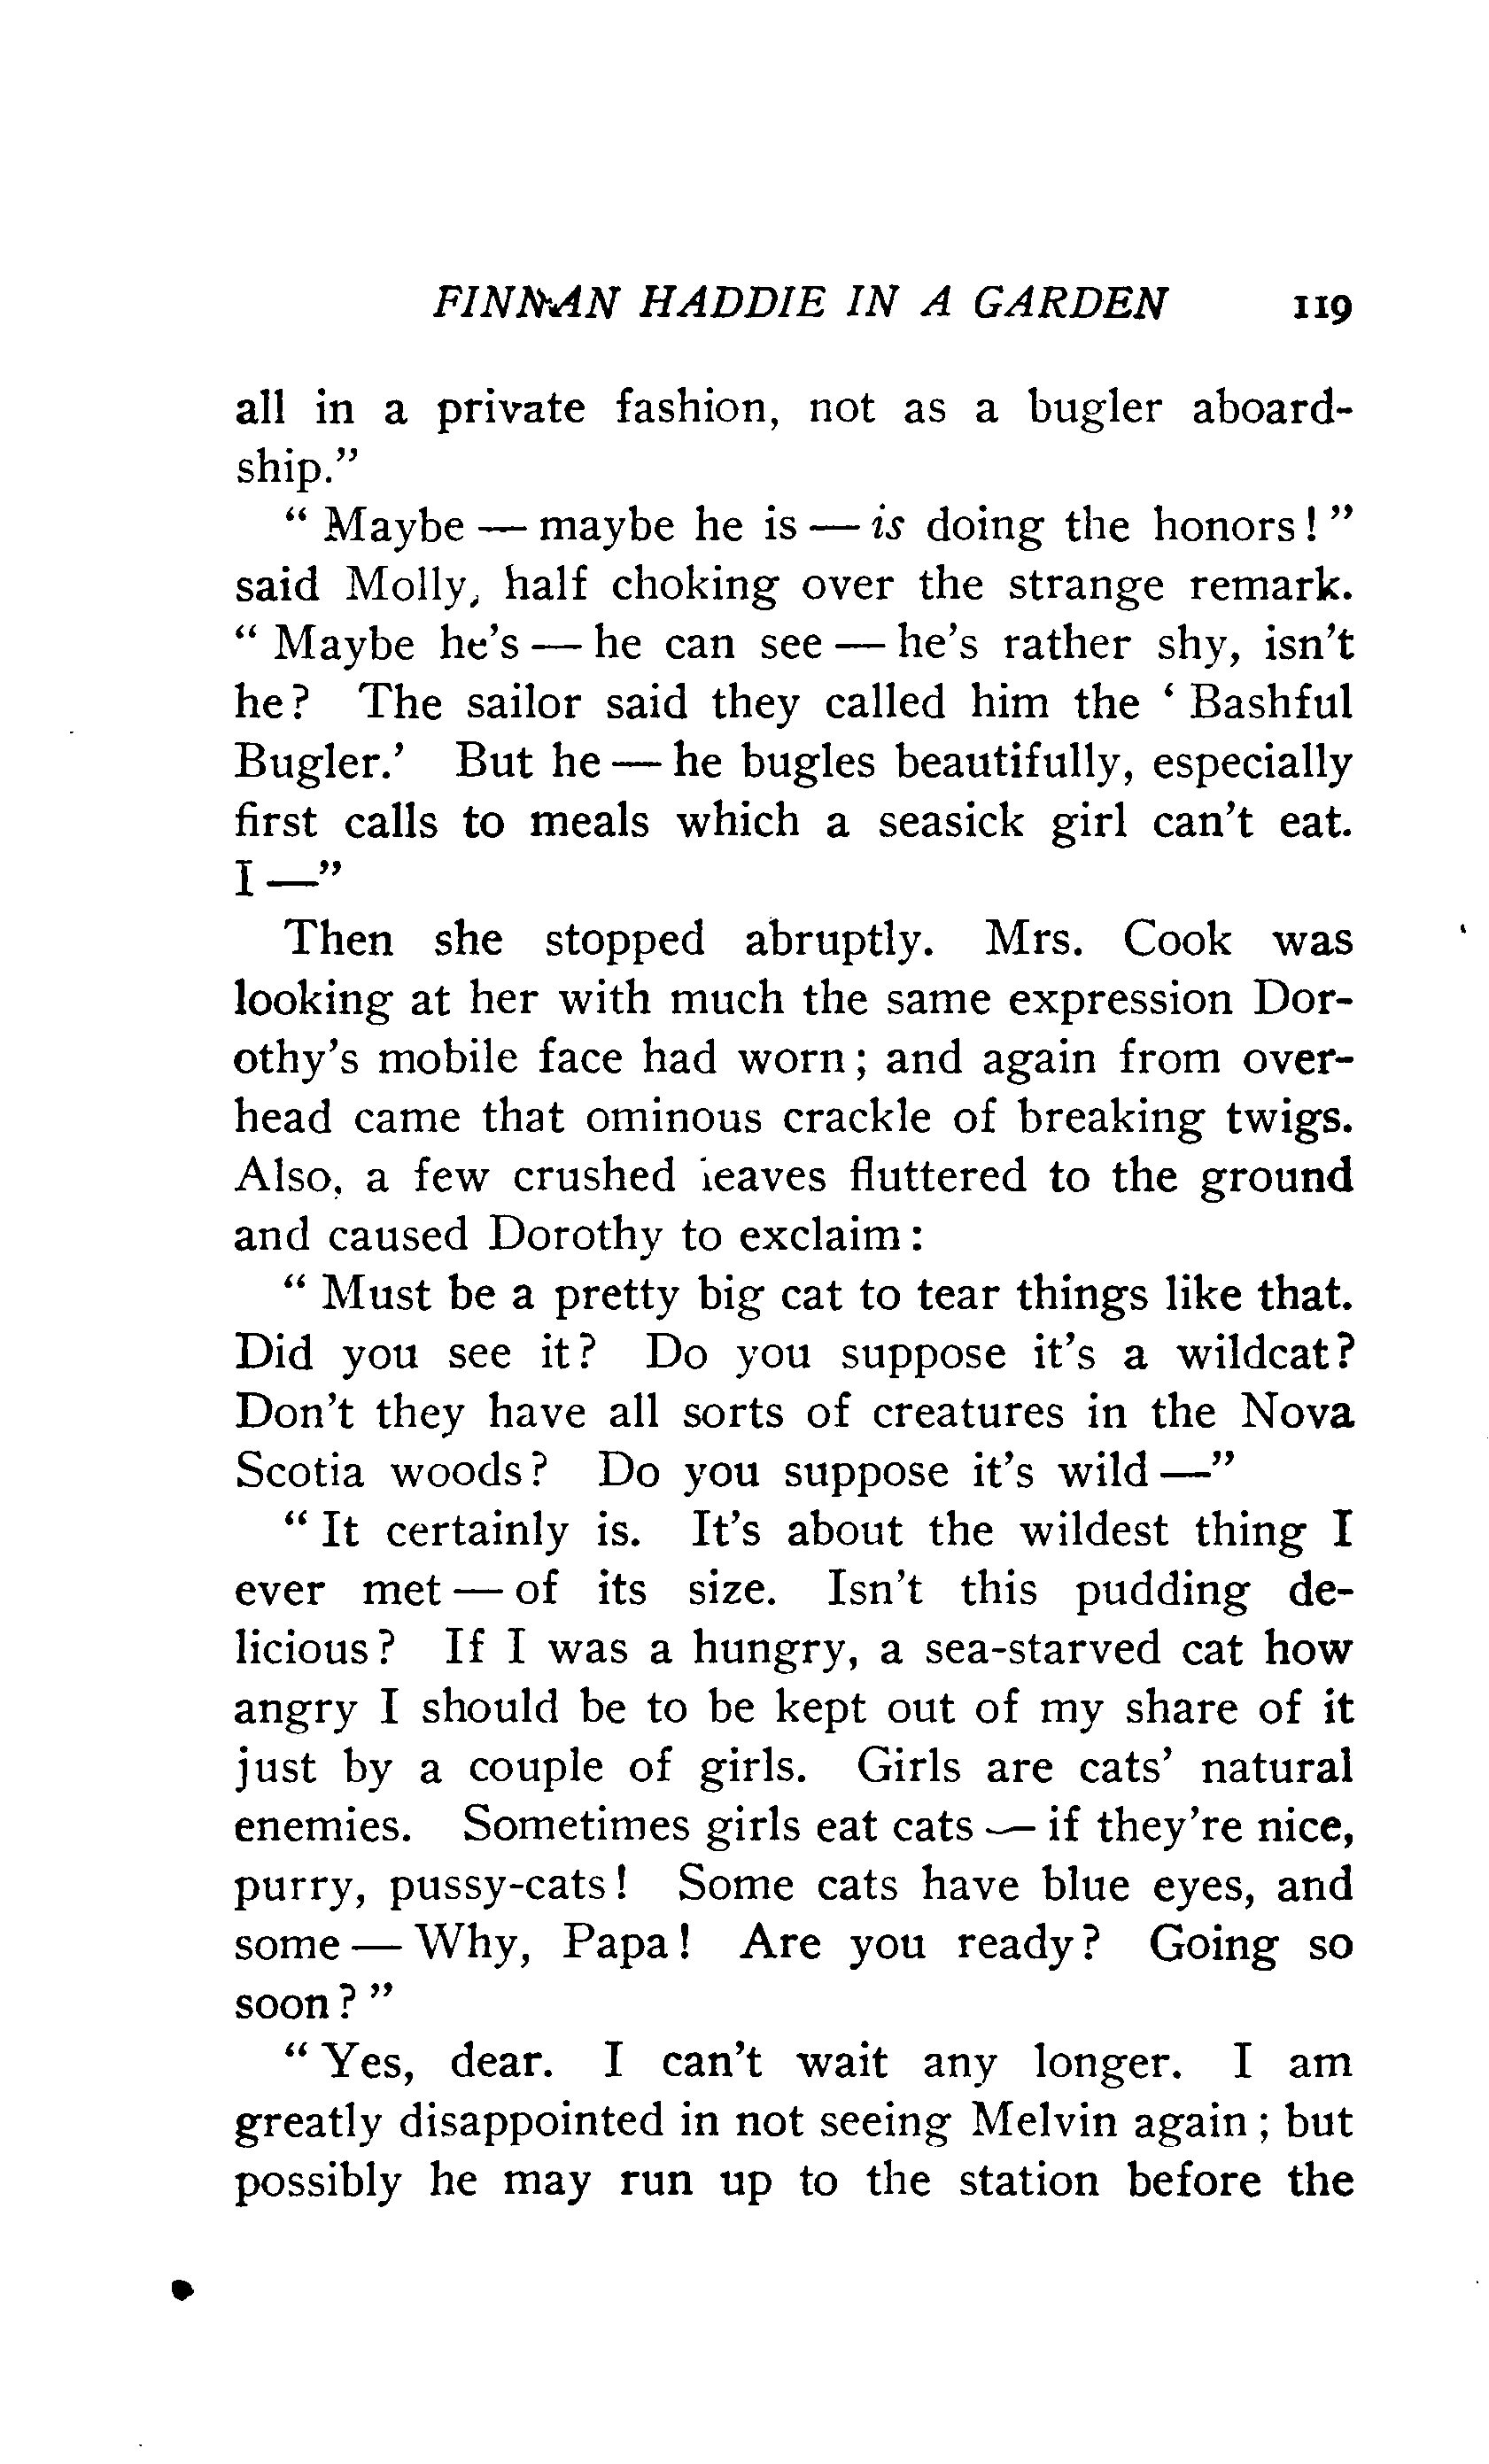 FINNAN HADDIE IN A GARDEN 119
all in a private fashion, not as a bugler aboard-
ship."
" Maybe — maybe he is — is doing the honors ! "
said Molly, half choking over the strange remark.
" Maybe he's — he can see — he's rather shy, isn't
he? The sailor said they called him the ' Bashful
Bugler.' But he — he bugles beautifully, especially
first calls to meals which a seasick girl can't eat.
I —"
Then she stopped abruptly. Mrs. Cook was
looking at her with much the same expression Dor-
othy's mobile face had worn ; and again from over-
head came that ominous crackle of breaking twigs.
Also, a few crushed leaves fluttered to the ground
and caused Dorothy to exclaim :
" Must be a pretty big cat to tear things like that.
Did you see it? Do you suppose it's a wildcat?
Don't they have all sorts of creatures in the Nova
Scotia woods? Do you suppose it's wild —"
" It certainly is. It's about the wildest thing I
ever met — of its size. Isn't this pudding de-
licious? If I was a hungry, a sea-starved cat how
angry I should be to be kept out of my share of it
just by a couple of girls. Girls are cats' natural
enemies. Sometimes girls eat cats — if they're nice,
purry, pussy-cats! Some cats have blue eyes, and
some — Why, Papa! Are you ready? Going so
soon ? "
" Yes, dear. I can't wait any longer. I am
greatly disappointed in not seeing Melvin again ; but
possibly he may run up to the station before the